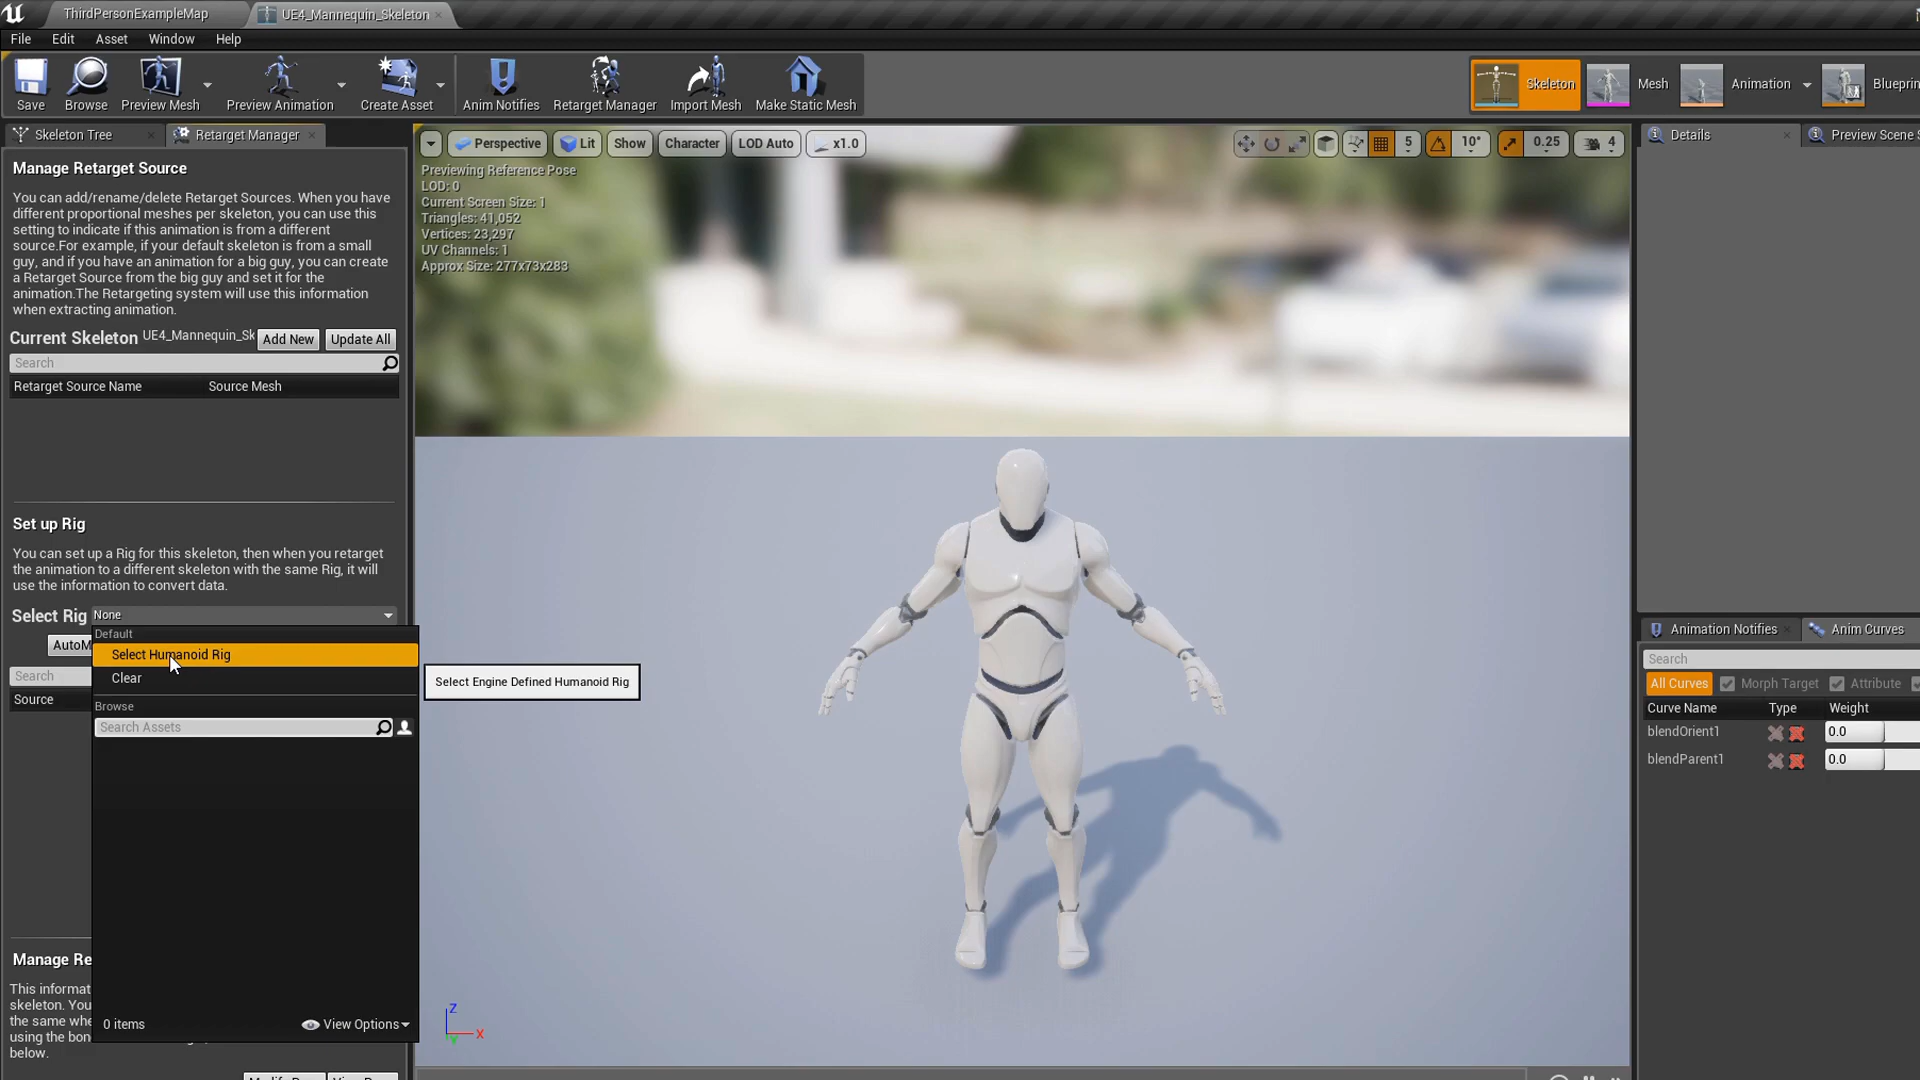 ThirdPersonExampleMap
UE4_Mannequin_Skeleton
File Edit Asset Window Help
Save Browse Preview Mesh Preview Animation Create Asset Anim Notifies Retarget Manager Import Mesh Make Static Mesh
Skeleton Mesh Animation
Skeleton Tree Retarget Manager
Manage Retarget Source
You can add/rename/delete Retarget Sources. When you have
different proportional meshes per skeleton, you can use this
setting to indicate if this animation is from a different
source.For example, if your default skeleton is from a small
guy, and if you have an animation for a big guy, you can create
a Retarget Source from the big guy and set it for the
animation.The Retargeting system will use this information
when extracting animation.
Current Skeleton UE4_Mannequin_Sk Add New Update All
Search
Retarget Source Name Source Mesh
Set up Rig
You can set up a Rig for this skeleton, then when you retarget
the animation to a different skeleton with the same Rig, it will
use the information to convert data.
Select Rig None
AutoM
Search
Source
Default
Select Humanoid Rig
Clear
Browse
Search Assets
0 items View Options
Select Engine Defined Humanoid Rig
Manage Re
This informat
skeleton. You
the same whe
using the bon
below.
Perspective Lit Show Character LOD Auto x1.0
5 10° 0.25 4
Previewing Reference Pose
LOD: 0
Current Screen Size: 1
Triangles: 41,052
Vertices: 23,297
UV Channels: 1
Approx Size: 277x73x283
Z
X
Y
Details Preview Scene S
Animation Notifies Anim Curves
Search
All Curves Morph Target Attribute
Curve Name Type Weight
blendOrient1 0.0
blendParent1 0.0